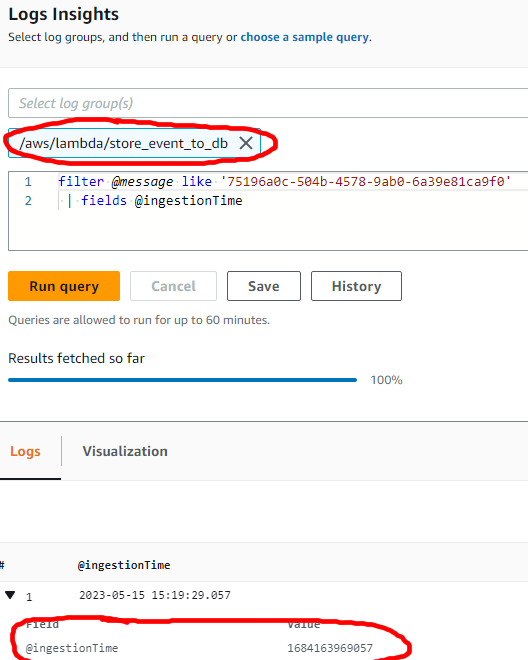 Logs Insights
Select log groups, and then run a query or choose a sample query.
Select log group(s)
/aws/lambda/store_event_to_db
1 filter @message like '75196a0c-504b-4578-9ab0-6a39e81ca9f0'
2 | fields @ingestionTime
Run query Cancel Save History
Queries are allowed to run for up to 60 minutes.
Results fetched so far
100%
Logs Visualization
# @ingestionTime
1 2023-05-15 15:19:29.057
Field Value
@ingestionTime 1684163969057